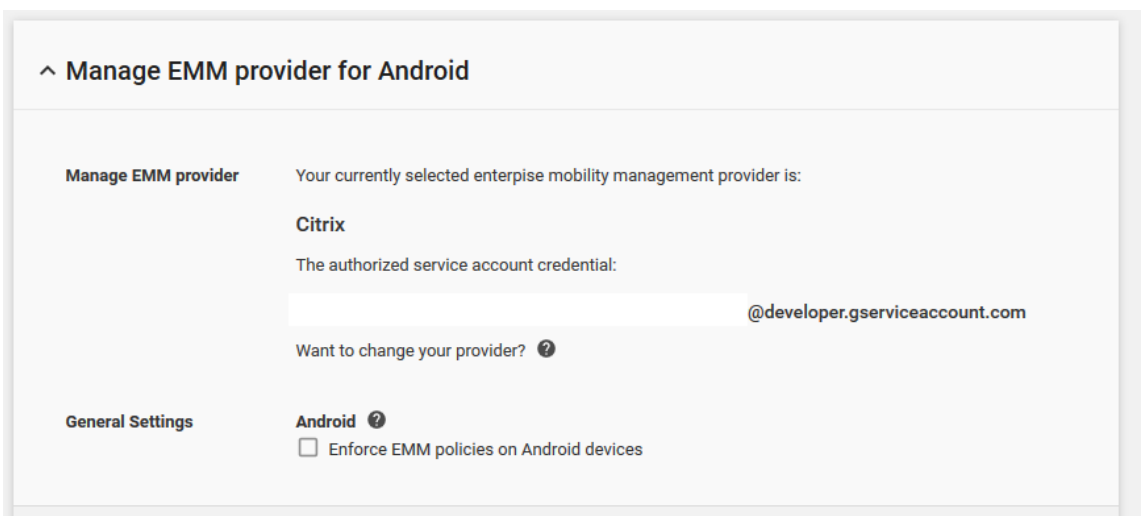 Manage EMM provider for Android
Manage EMM provider
Your currently selected enterpise mobility management provider is:
Citrix
The authorized service account credential:
@developer.gserviceaccount.com
Want to change your provider?
General Settings
Android
Enforce EMM policies on Android devices